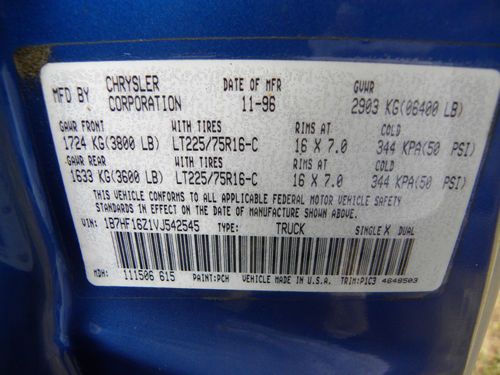 MFD BY CHRYSLER CORPORATION DATE OF MFR 11-96 GVWR 2903 KG(06400 LB)
GAWR FRONT WITH TIRES RIMS AT COLD
1724 KG(3800 LB) LT225/75R16-C 16 X 7.0 344 KPA(50 PSI)
GAWR REAR WITH TIRES RIMS AT COLD
1633 KG(3600 LB) LT225/75R16-C 16 X 7.0 344 KPA(50 PSI)
THIS VEHICLE CONFORMS TO ALL APPLICABLE FEDERAL MOTOR VEHICLE SAFETY
STANDARDS IN EFFECT ON THE DATE OF MANUFACTURE SHOWN ABOVE
VIN: 1B7HF16Z1VJ542545 TYPE: TRUCK SINGLE X DUAL
MDH: 111506 615 PAINT:PCH VEHICLE MADE IN U.S.A. TRIM:P1C3 4648503